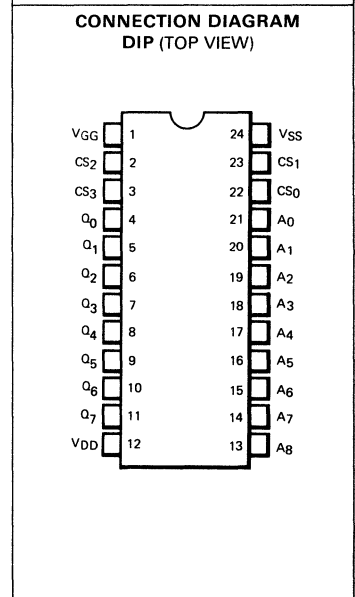 CONNECTION DIAGRAM
DIP (TOP VIEW)
VGG 1 24 VSS
CS2 2 23 CS1
CS3 3 22 CS0
Q0 4 21 A0
Q1 5 20 A1
Q2 6 19 A2
Q3 7 18 A3
Q4 8 17 A4
Q5 9 16 A5
Q6 10 15 A6
Q7 11 14 A7
VDD 12 13 A8